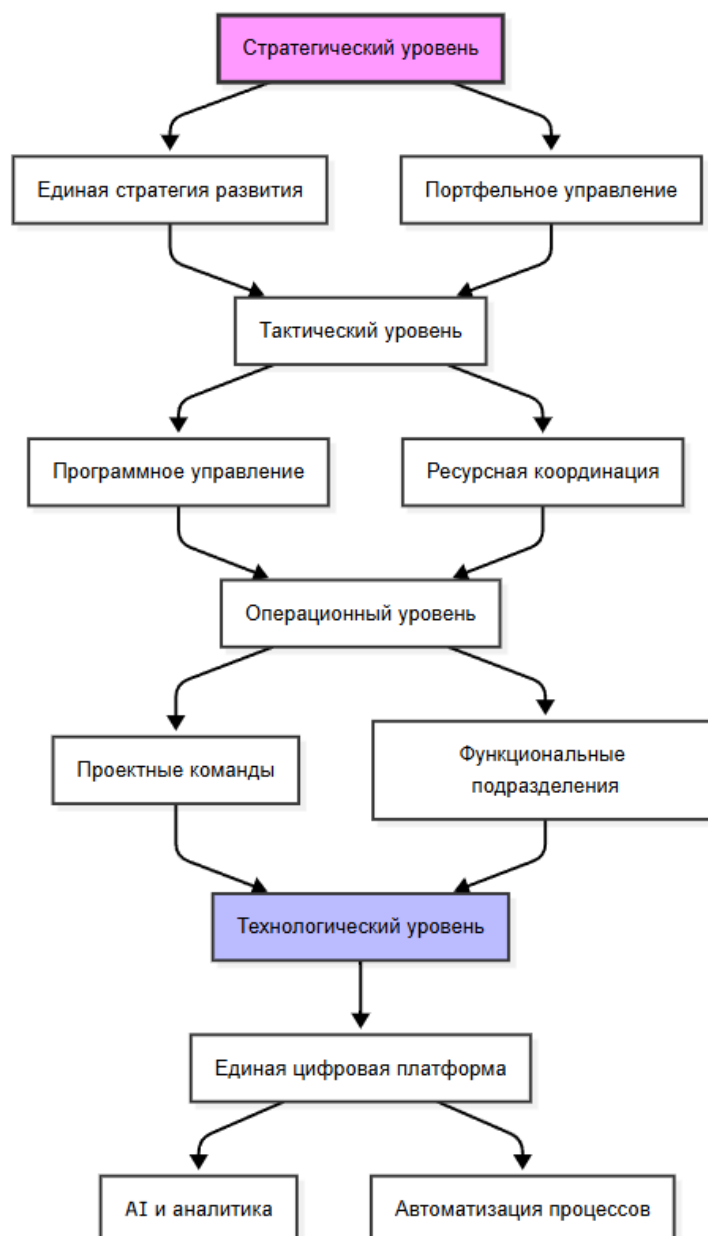 Стратегический уровень
Единая стратегия развития
Портфельное управление
Тактический уровень
Программное управление
Ресурсная координация
Операционный уровень
Проектные команды
Функциональные
подразделения
Технологический уровень
Единая цифровая платформа
AI и аналитика
Автоматизация процессов